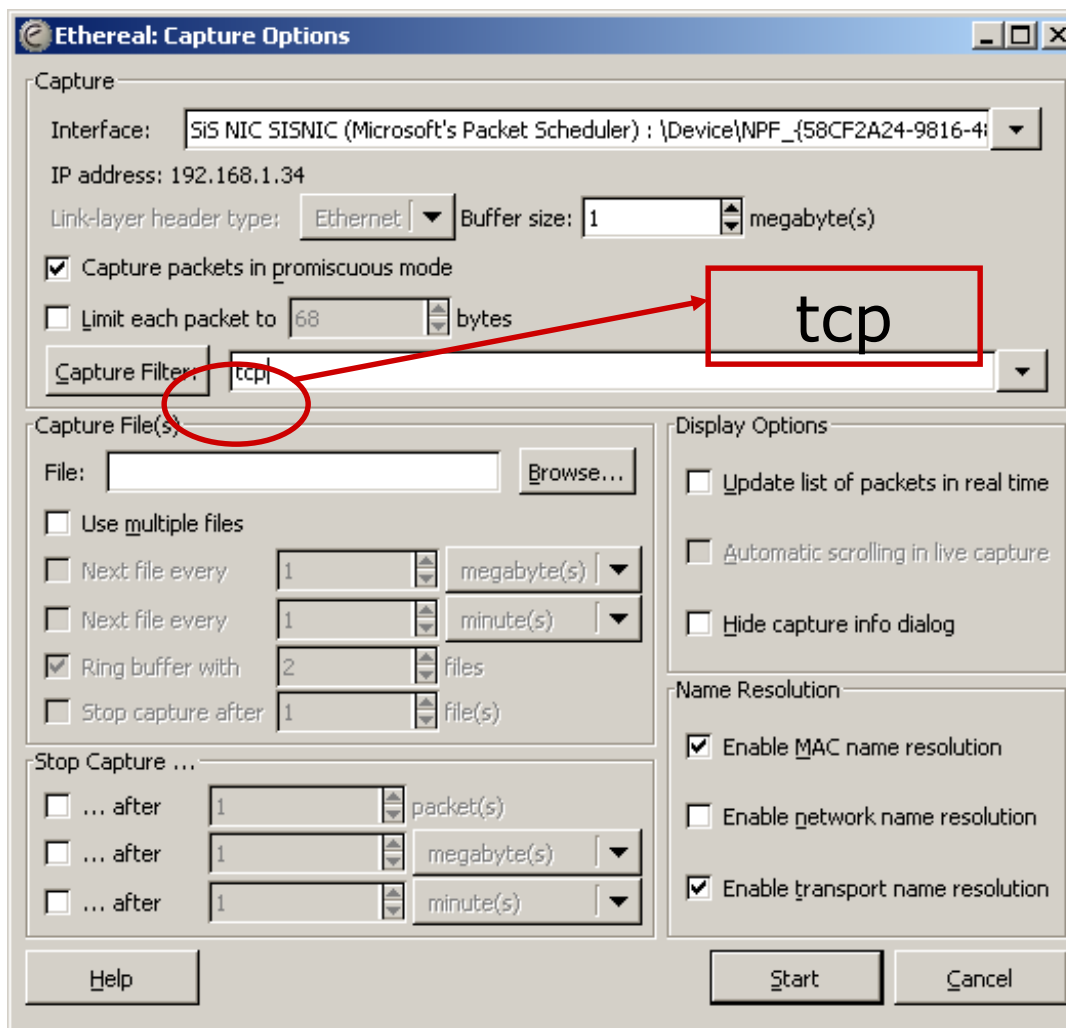 Ethereal: Capture Options
Capture
Interface: SiS NIC SISNIC (Microsoft's Packet Scheduler) : \Device\NPF_{58CF2A24-9816-4
IP address: 192.168.1.34
Link-layer header type: Ethernet Buffer size: 1 megabyte(s)
Capture packets in promiscuous mode
Limit each packet to 68 bytes
tcp
Capture Filter: tcp
Capture File(s)
File: Browse...
Use multiple files
Next file every 1 megabyte(s)
Next file every 1 minute(s)
Ring buffer with 2 files
Stop capture after 1 file(s)
Stop Capture ...
... after 1 packet(s)
... after 1 megabyte(s)
... after 1 minute(s)
Display Options
Update list of packets in real time
Automatic scrolling in live capture
Hide capture info dialog
Name Resolution
Enable MAC name resolution
Enable network name resolution
Enable transport name resolution
Help Start Cancel